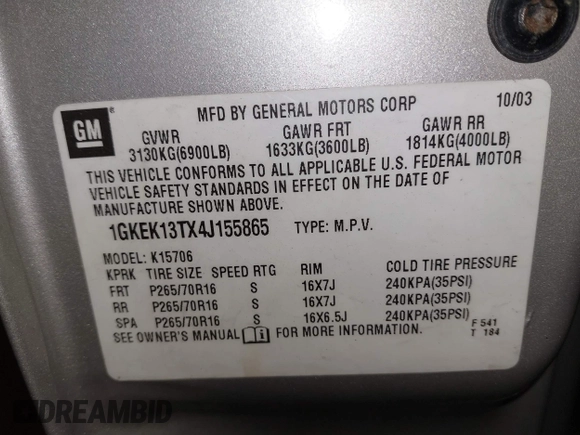 GM
MFD BY GENERAL MOTORS CORP 10/03
GVWR GAWR FRT GAWR RR
3130KG(6900LB) 1633KG(3600LB) 1814KG(4000LB)
THIS VEHICLE CONFORMS TO ALL APPLICABLE U.S. FEDERAL MOTOR
VEHICLE SAFETY STANDARDS IN EFFECT ON THE DATE OF
MANUFACTURE SHOWN ABOVE.
1GKEK13TX4J155865 TYPE: M.P.V.
MODEL: K15706
KPRK TIRE SIZE SPEED RTG RIM COLD TIRE PRESSURE
FRT P265/70R16 S 16X7J 240KPA(35PSI)
RR P265/70R16 S 16X7J 240KPA(35PSI)
SPA P265/70R16 S 16X6.5J 240KPA(35PSI)
SEE OWNER'S MANUAL FOR MORE INFORMATION. F 541
T 184
DREAMBID